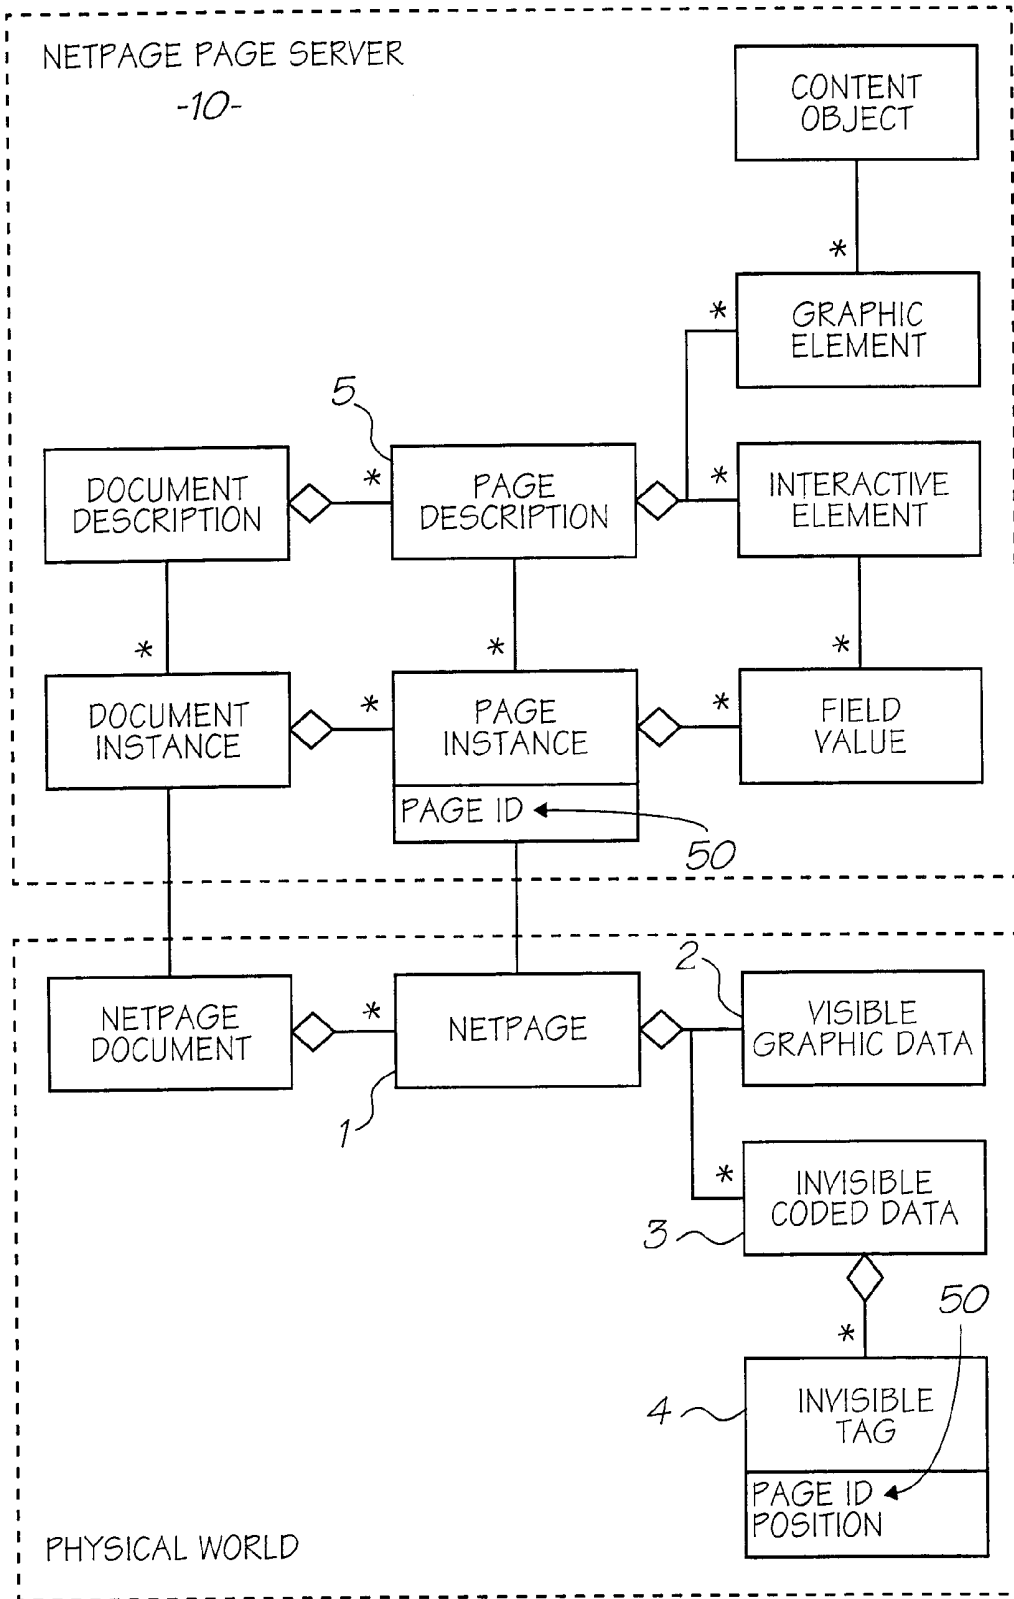 NETPAGE PAGE SERVER
-10-
CONTENT
OBJECT
*
GRAPHIC
ELEMENT
*
5
DOCUMENT
DESCRIPTION
*
PAGE
DESCRIPTION
*
INTERACTIVE
ELEMENT
*
*
*
DOCUMENT
INSTANCE
*
PAGE
INSTANCE
*
FIELD
VALUE
PAGE ID
50
NETPAGE
DOCUMENT
*
NETPAGE
2
VISIBLE
GRAPHIC DATA
1
*
INVISIBLE
CODED DATA
3
50
*
4
INVISIBLE
TAG
PAGE ID
POSITION
PHYSICAL WORLD